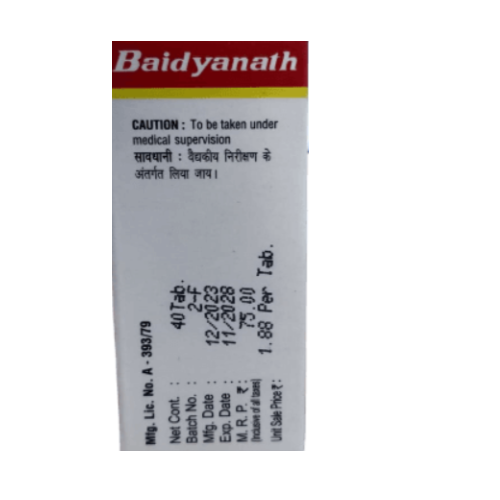 Baidyanath
CAUTION : To be taken under
medical supervision
सावधानी : वैद्यकीय निरीक्षण के
अंतर्गत लिया जाय।
Mfg. Lic. No. A - 393/79
Net Cont. : 40 Tab.
Batch No. : 2-F
Mfg. Date : 12/2023
Exp. Date : 11/2028
M. R. P. ₹ : 75.00
(Inclusive of all taxes)
Unit Sale Price ₹ : 1.88 Per Tab.